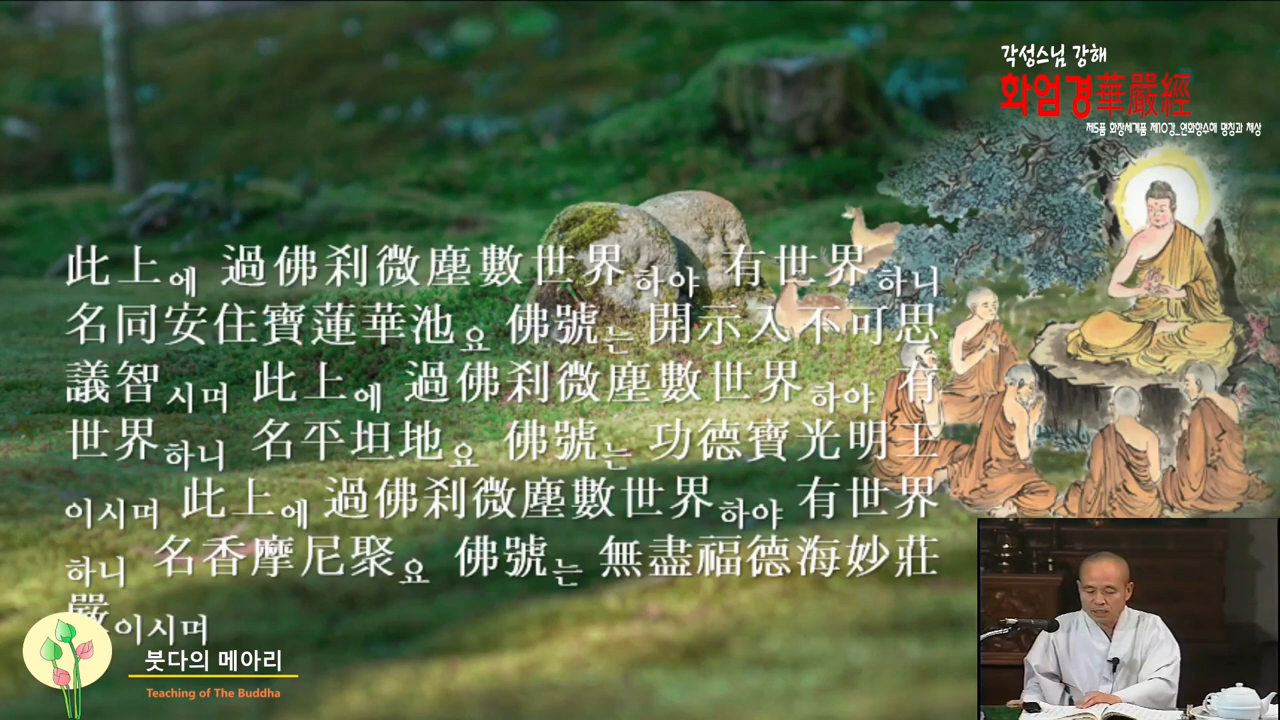 각성스님 강해
화엄경華嚴經
제5품 화장세계품 제10강_연화향수해 명칭과 체상
此上에 過佛刹微塵數世界하야 有世界하니
名同安住寶蓮華池요 佛號는 開示入不可思
議智시며 此上에 過佛刹微塵數世界하야 有
世界하니 名平坦地요 佛號는 功德寶光明王
이시며 此上에 過佛刹微塵數世界하야 有世界
하니 名香摩尼聚요 佛號는 無盡福德海妙莊
嚴이시며
붓다의 메아리
Teaching of The Buddha